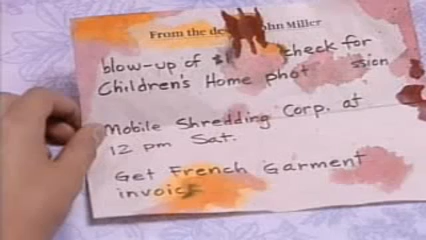 From the de John Miller
blow-up of $ check for
Children's Home phot ssion
Mobile Shredding Corp. at
12 pm Sat.
Get French Garment
invoice